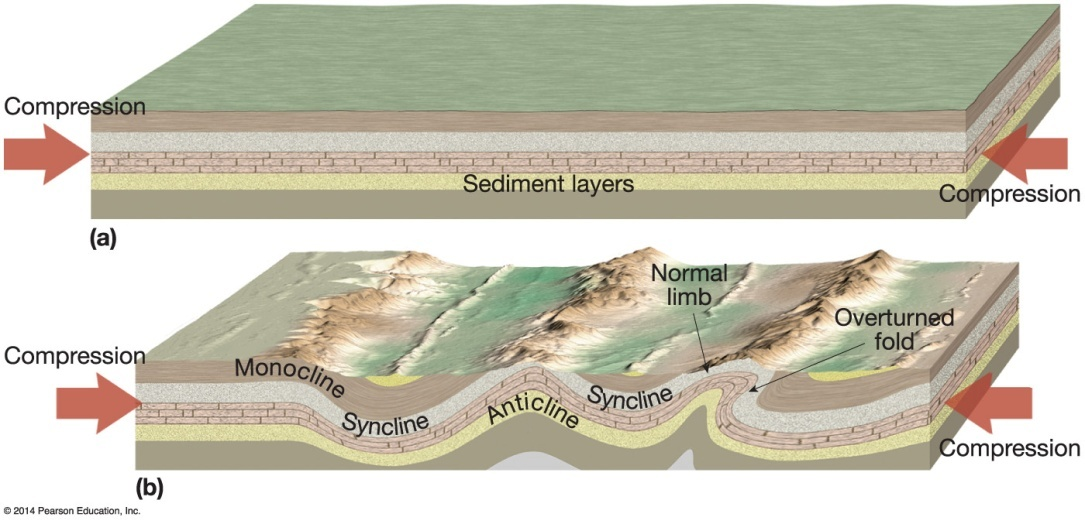 Compression
Sediment layers
Compression
(a)
Normal
limb
Overturned
fold
Compression
Monocline
Syncline
Anticline
Syncline
Compression
(b)
© 2014 Pearson Education, Inc.